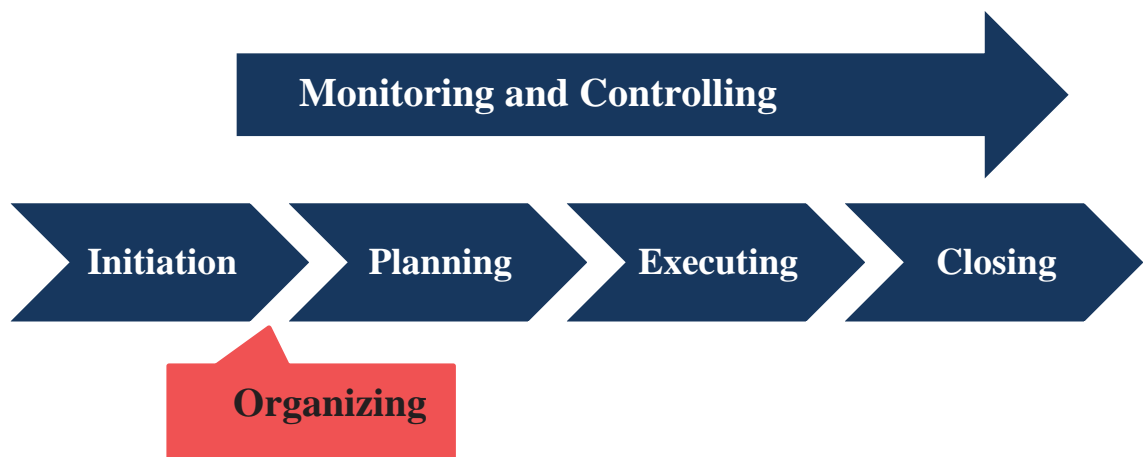 Monitoring and Controlling
Initiation
Planning
Executing
Closing
Organizing